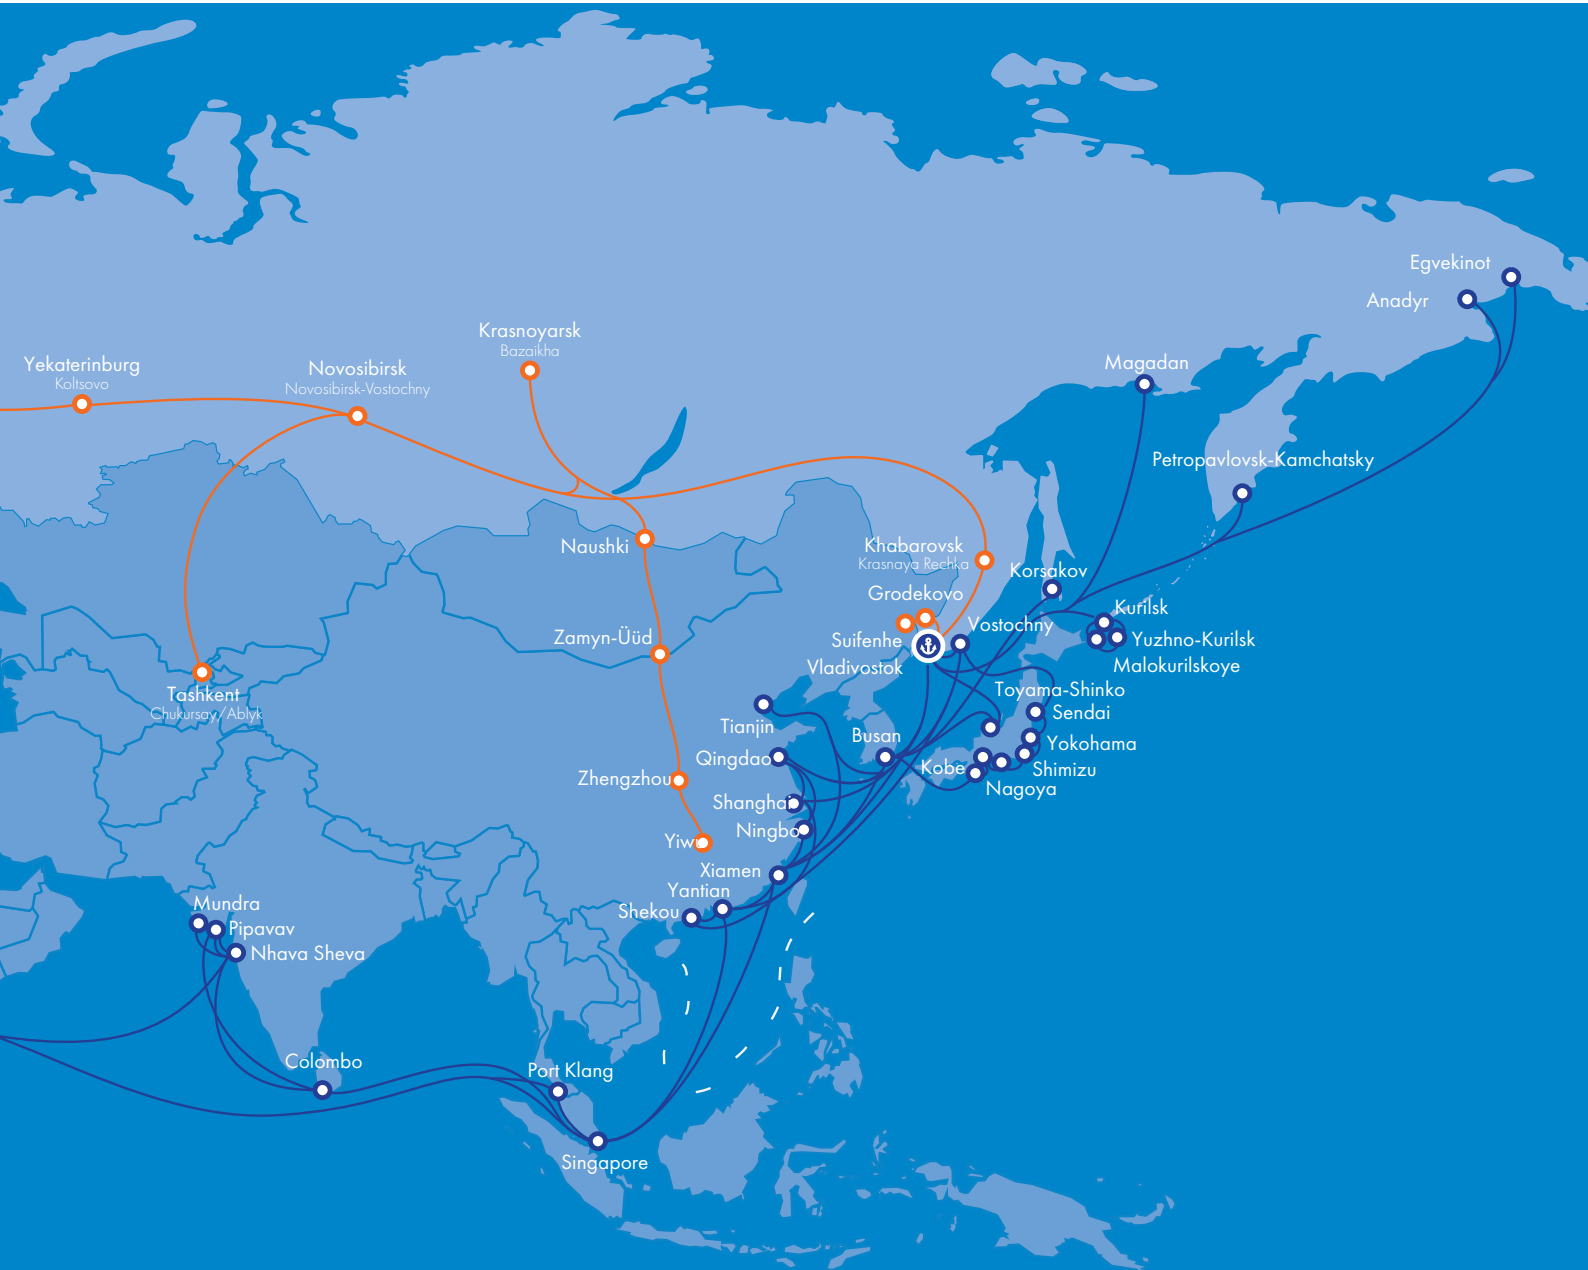 Egvekinot
Anadyr
Krasnoyarsk
Bazaikha
Yekaterinburg
Koltsovo
Novosibirsk
Novosibirsk-Vostochny
Magadan
Petropavlovsk-Kamchatsky
Naushki
Khabarovsk
Krasnaya Rechka
Korsakov
Grodekovo
Kurilsk
Vostochny
Zamyn-Üüd
Suifenhe
Yuzhno-Kurilsk
Vladivostok
Malokurilskoye
Tashkent
Chukursay/Ablyk
Toyama-Shinko
Sendai
Tianjin
Busan
Yokohama
Qingdao
Kobe
Shimizu
Zhengzhou
Nagoya
Shanghai
Ningbo
Yiwu
Xiamen
Yantian
Mundra
Shekou
Pipavav
Nhava Sheva
Colombo
Port Klang
Singapore